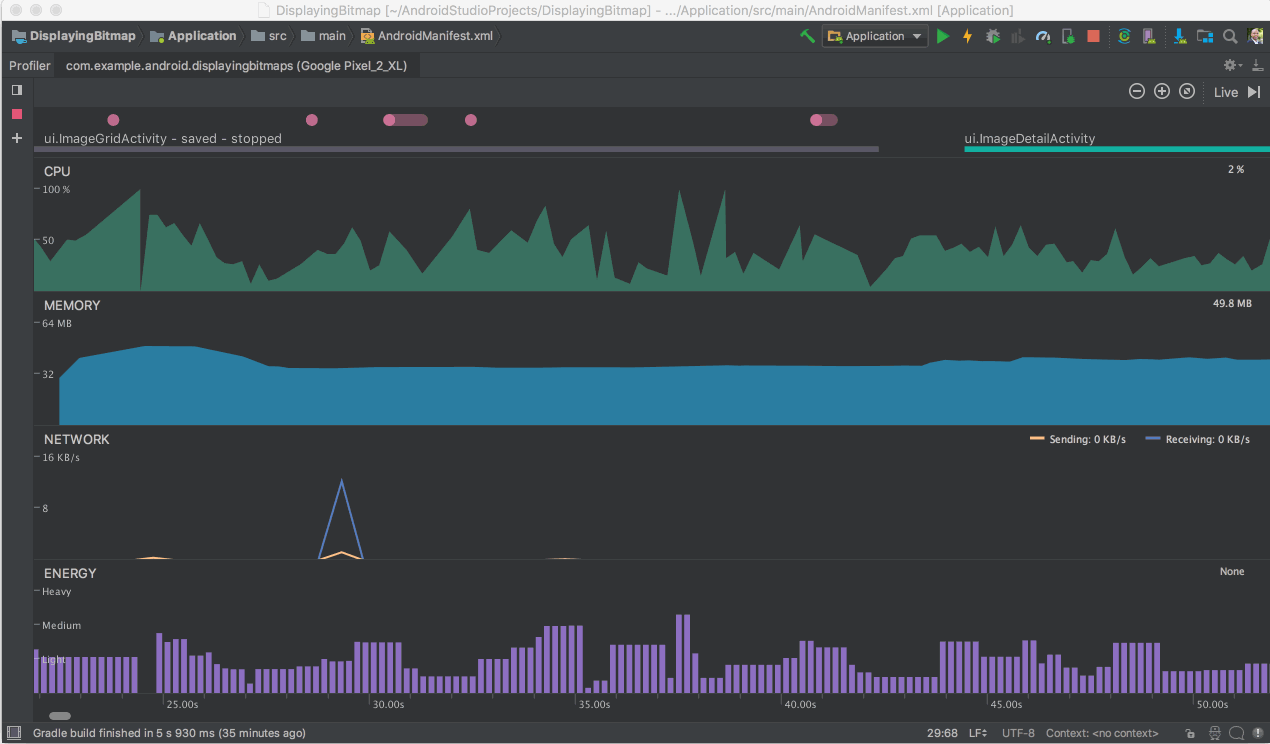 DisplayingBitmap [~/AndroidStudioProjects/DisplayingBitmap] - .../Application/src/main/AndroidManifest.xml [Application]
DisplayingBitmap Application src main AndroidManifest.xml Application
Profiler com.example.android.displayingbitmaps (Google Pixel_2_XL)
Live
ui.ImageGridActivity - saved - stopped ui.ImageDetailActivity
CPU 2 %
100 %
50
MEMORY 49.8 MB
64 MB
32
NETWORK Sending: 0 KB/s Receiving: 0 KB/s
16 KB/s
8
ENERGY None
Heavy
Medium
Light
25.00s 30.00s 35.00s 40.00s 45.00s 50.00s
Gradle build finished in 5 s 930 ms (35 minutes ago) 29:68 LF UTF-8 Context: <no context>